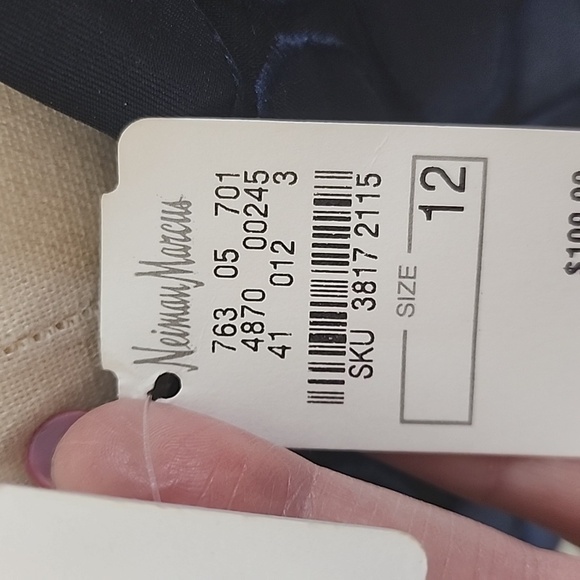 Neiman Marcus
763 05 701
4870 00245
41 012 3
SKU 3817 2115
SIZE 12